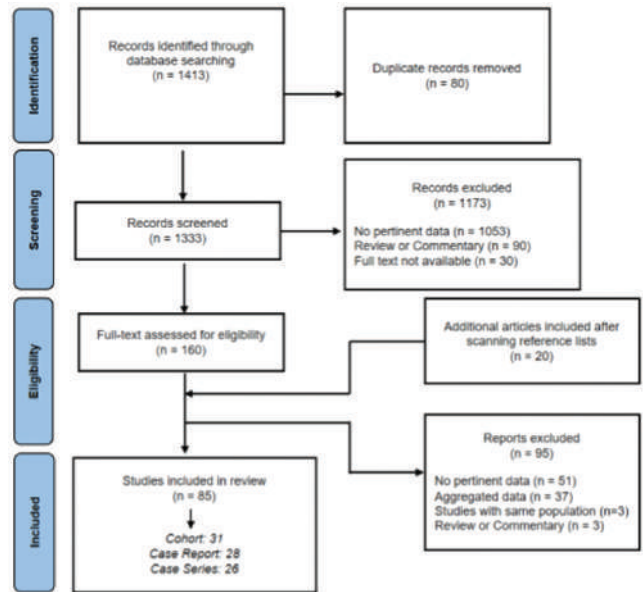 Identification
Records identified through
database searching
(n = 1413)
Duplicate records removed
(n = 80)
Screening
Records screened
(n = 1333)
Records excluded
(n = 1173)
No pertinent data (n = 1053)
Review or Commentary (n = 90)
Full text not available (n = 30)
Eligibility
Full-text assessed for eligibility
(n = 160)
Additional articles included after
scanning reference lists
(n = 20)
Reports excluded
(n = 95)
No pertinent data (n = 51)
Aggregated data (n = 37)
Studies with same population (n=3)
Review or Commentary (n = 3)
Included
Studies included in review
(n = 85)
Cohort: 31
Case Report: 28
Case Series: 26